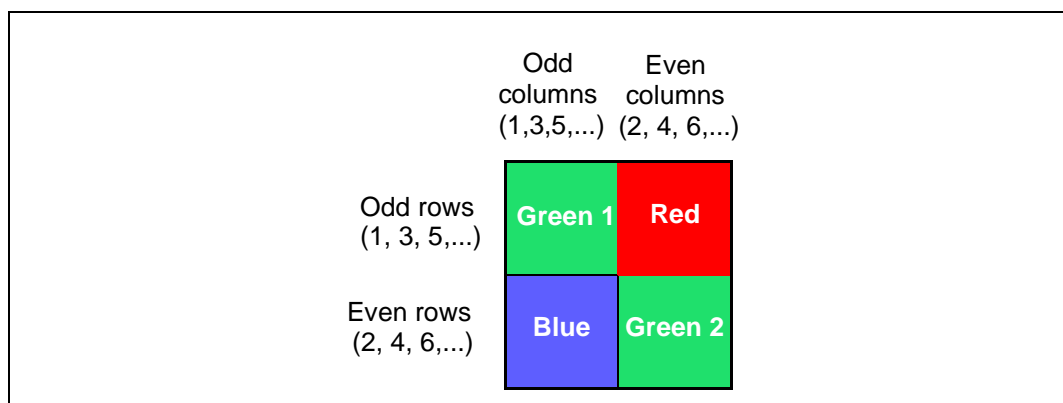 Odd
columns
(1,3,5,...)
Even
columns
(2, 4, 6,...)
Odd rows
(1, 3, 5,...)
Green 1
Red
Even rows
(2, 4, 6,...)
Blue
Green 2